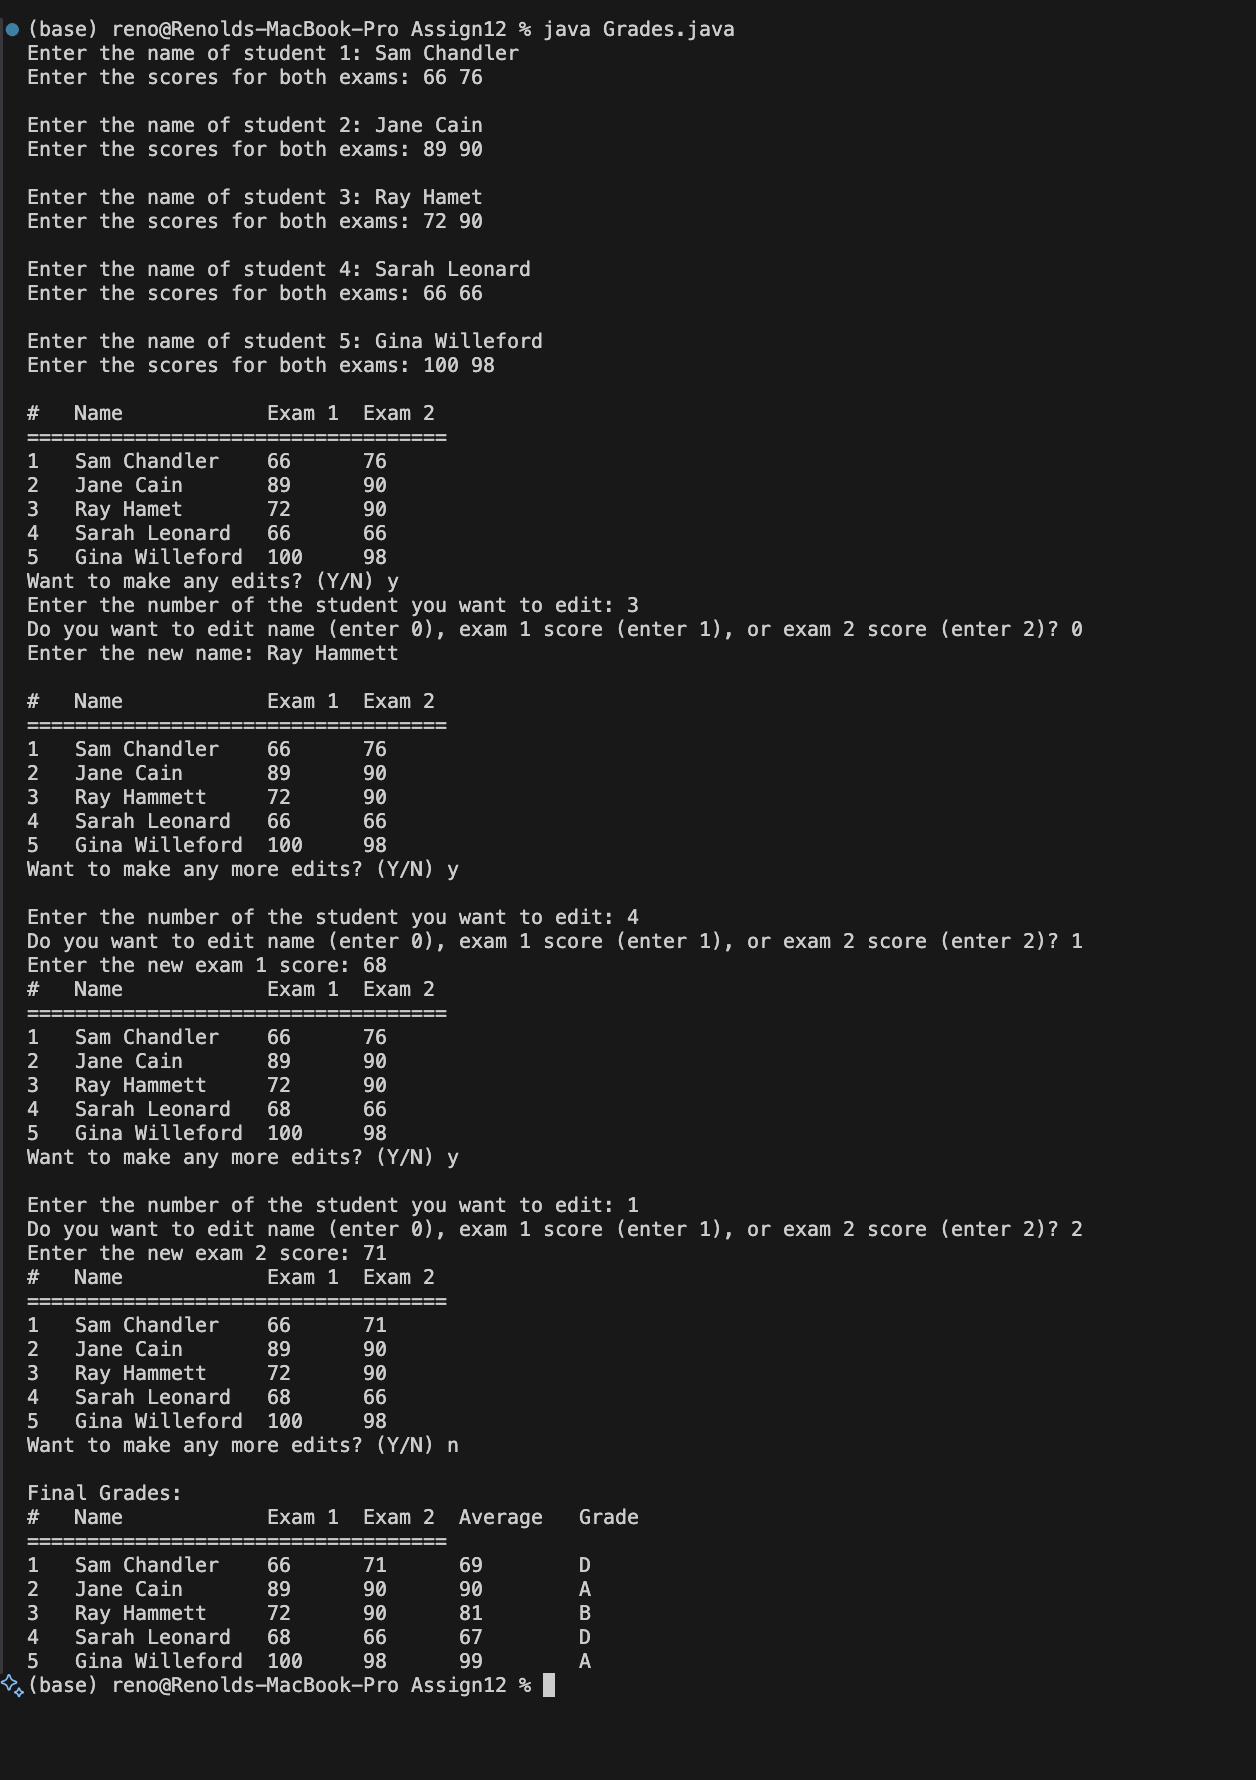 (base) reno@Renolds-MacBook-Pro Assign12 % java Grades.java
Enter the name of student 1: Sam Chandler
Enter the scores for both exams: 66 76
Enter the name of student 2: Jane Cain
Enter the scores for both exams: 89 90
Enter the name of student 3: Ray Hamet
Enter the scores for both exams: 72 90
Enter the name of student 4: Sarah Leonard
Enter the scores for both exams: 66 66
Enter the name of student 5: Gina Willeford
Enter the scores for both exams: 100 98
#   Name            Exam 1  Exam 2
===================================
1   Sam Chandler    66      76
2   Jane Cain       89      90
3   Ray Hamet       72      90
4   Sarah Leonard   66      66
5   Gina Willeford  100     98
Want to make any edits? (Y/N) y
Enter the number of the student you want to edit: 3
Do you want to edit name (enter 0), exam 1 score (enter 1), or exam 2 score (enter 2)? 0
Enter the new name: Ray Hammett
#   Name            Exam 1  Exam 2
===================================
1   Sam Chandler    66      76
2   Jane Cain       89      90
3   Ray Hammett     72      90
4   Sarah Leonard   66      66
5   Gina Willeford  100     98
Want to make any more edits? (Y/N) y
Enter the number of the student you want to edit: 4
Do you want to edit name (enter 0), exam 1 score (enter 1), or exam 2 score (enter 2)? 1
Enter the new exam 1 score: 68
#   Name            Exam 1  Exam 2
===================================
1   Sam Chandler    66      76
2   Jane Cain       89      90
3   Ray Hammett     72      90
4   Sarah Leonard   68      66
5   Gina Willeford  100     98
Want to make any more edits? (Y/N) y
Enter the number of the student you want to edit: 1
Do you want to edit name (enter 0), exam 1 score (enter 1), or exam 2 score (enter 2)? 2
Enter the new exam 2 score: 71
#   Name            Exam 1  Exam 2
===================================
1   Sam Chandler    66      71
2   Jane Cain       89      90
3   Ray Hammett     72      90
4   Sarah Leonard   68      66
5   Gina Willeford  100     98
Want to make any more edits? (Y/N) n
Final Grades:
#   Name            Exam 1  Exam 2  Average   Grade
===================================
1   Sam Chandler    66      71      69        D
2   Jane Cain       89      90      90        A
3   Ray Hammett     72      90      81        B
4   Sarah Leonard   68      66      67        D
5   Gina Willeford  100     98      99        A
(base) reno@Renolds-MacBook-Pro Assign12 %